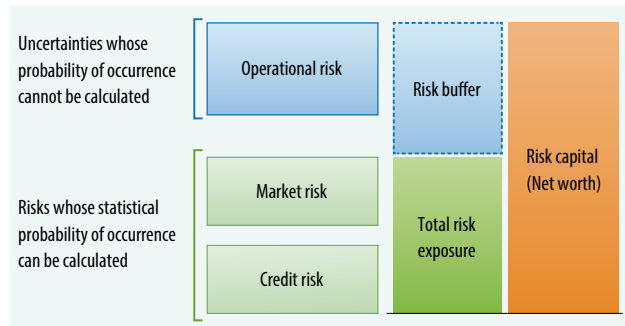 Uncertainties whose
probability of occurrence
cannot be calculated
Operational risk
Risk buffer
Risk capital
(Net worth)
Risks whose statistical
probability of occurrence
can be calculated
Market risk
Credit risk
Total risk
exposure